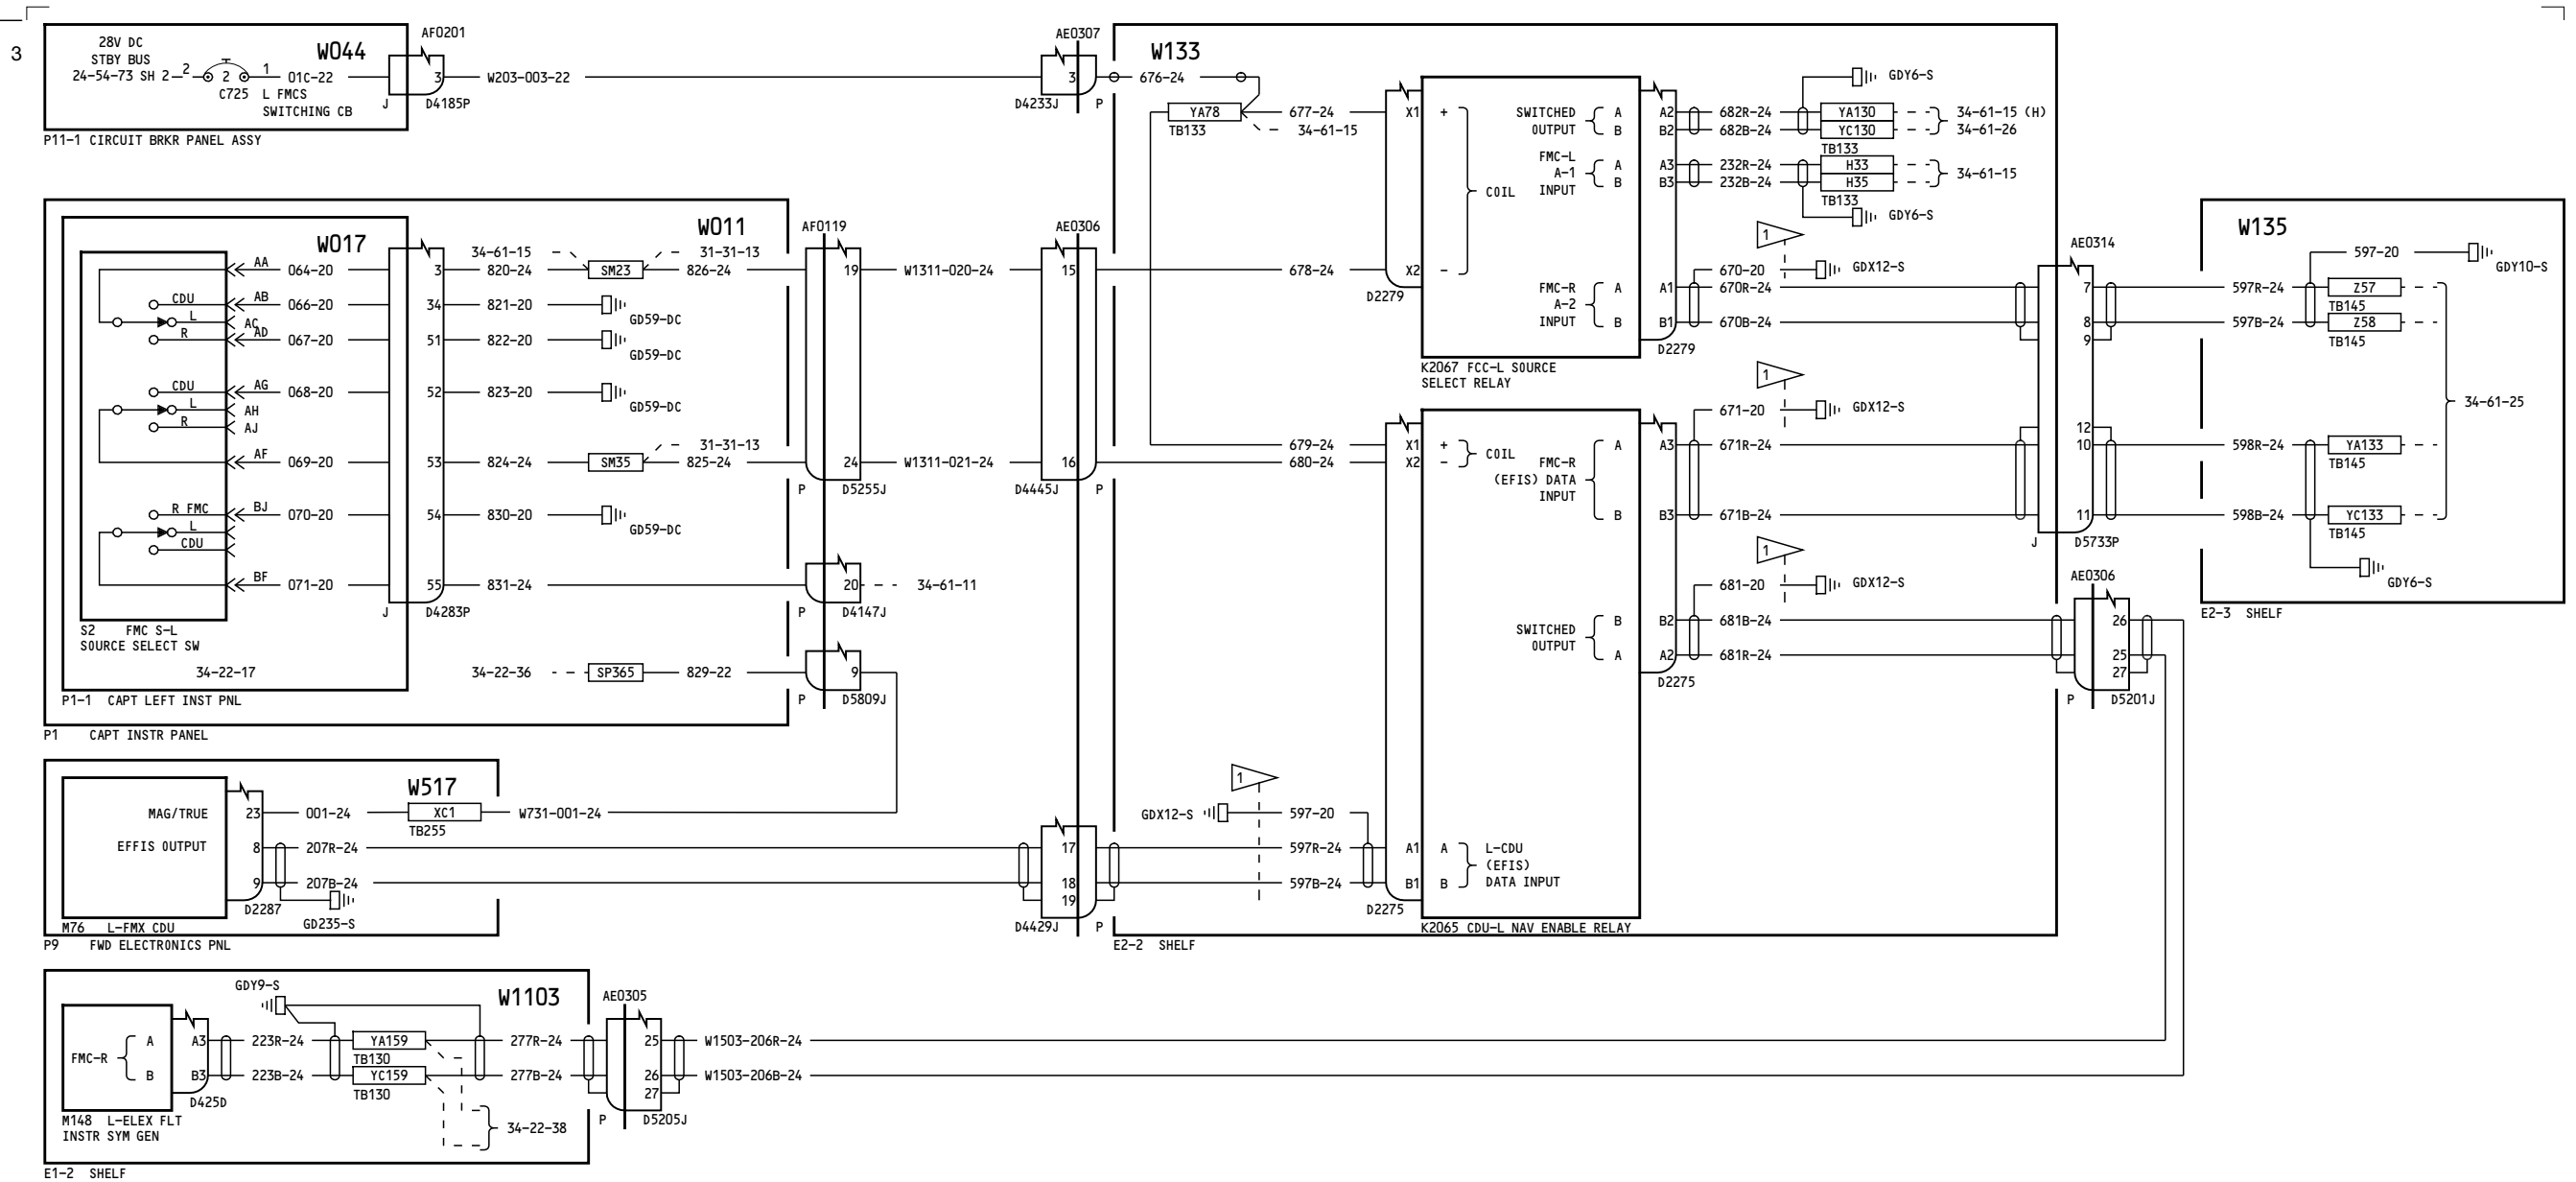 3
28V DC
STBY BUS
24-54-73 SH 2
2
2
1
C725
L FMCS
SWITCHING CB
01C-22
W044
J
3
AF0201
D4185P
P11-1 CIRCUIT BRKR PANEL ASSY
W203-003-22
AE0307
3
D4233J
P
W133
676-24
YA78
TB133
677-24
34-61-15
X1
+
COIL
X2
-
678-24
D2279
SWITCHED
OUTPUT
A
B
FMC-L
A-1
INPUT
A
B
FMC-R
A-2
INPUT
A
B
A2
B2
A3
B3
A1
B1
D2279
K2067 FCC-L SOURCE
SELECT RELAY
682R-24
682B-24
GDY6-S
YA130
YC130
TB133
34-61-15 (H)
34-61-26
232R-24
232B-24
H33
H35
TB133
34-61-15
GDY6-S
1
670-20
GDX12-S
670R-24
670B-24
W017
AA 064-20
CDU AB 066-20
L AC
R AD 067-20
CDU AG 068-20
L AH
R AJ
AF 069-20
R FMC BJ 070-20
L
CDU
BF 071-20
S2 FMC S-L
SOURCE SELECT SW
34-22-17
P1-1 CAPT LEFT INST PNL
P1 CAPT INSTR PANEL
3
34
51
52
53
54
55
J
D4283P
W011
34-61-15
31-31-13
820-24
SM23
826-24
821-20
GD59-DC
822-20
GD59-DC
823-20
GD59-DC
31-31-13
824-24
SM35
825-24
830-20
GD59-DC
831-24
34-22-36
SP365
829-22
AF0119
19
24
P
D5255J
20
34-61-11
P
D4147J
9
P
D5809J
W1311-020-24
W1311-021-24
AE0306
15
16
D4445J
P
679-24
680-24
X1
X2
+
-
COIL
FMC-R
(EFIS) DATA
INPUT
A
B
A3
B3
SWITCHED
OUTPUT
B
A
B2
A2
D2275
1
671-20
GDX12-S
671R-24
671B-24
1
681-20
GDX12-S
681B-24
681R-24
1
GDX12-S
597-20
597R-24
597B-24
A1
B1
A
B
L-CDU
(EFIS)
DATA INPUT
D2275
K2065 CDU-L NAV ENABLE RELAY
E2-2 SHELF
AE0314
7
8
9
12
10
11
J
D5733P
AE0306
26
25
27
P
D5201J
W135
597-20
GDY10-S
597R-24
Z57
TB145
597B-24
Z58
TB145
34-61-25
598R-24
YA133
TB145
598B-24
YC133
TB145
GDY6-S
E2-3 SHELF
W517
MAG/TRUE
EFFIS OUTPUT
23
8
9
D2287
001-24
XC1
TB255
W731-001-24
207R-24
207B-24
GD235-S
M76 L-FMX CDU
P9 FWD ELECTRONICS PNL
17
18
19
D4429J
P
W1103
GDY9-S
FMC-R
A
B
A3
B3
D425D
223R-24
223B-24
YA159
TB130
YC159
TB130
277R-24
277B-24
34-22-38
M148 L-ELEX FLT
INSTR SYM GEN
E1-2 SHELF
AE0305
25
26
27
P
D5205J
W1503-206R-24
W1503-206B-24